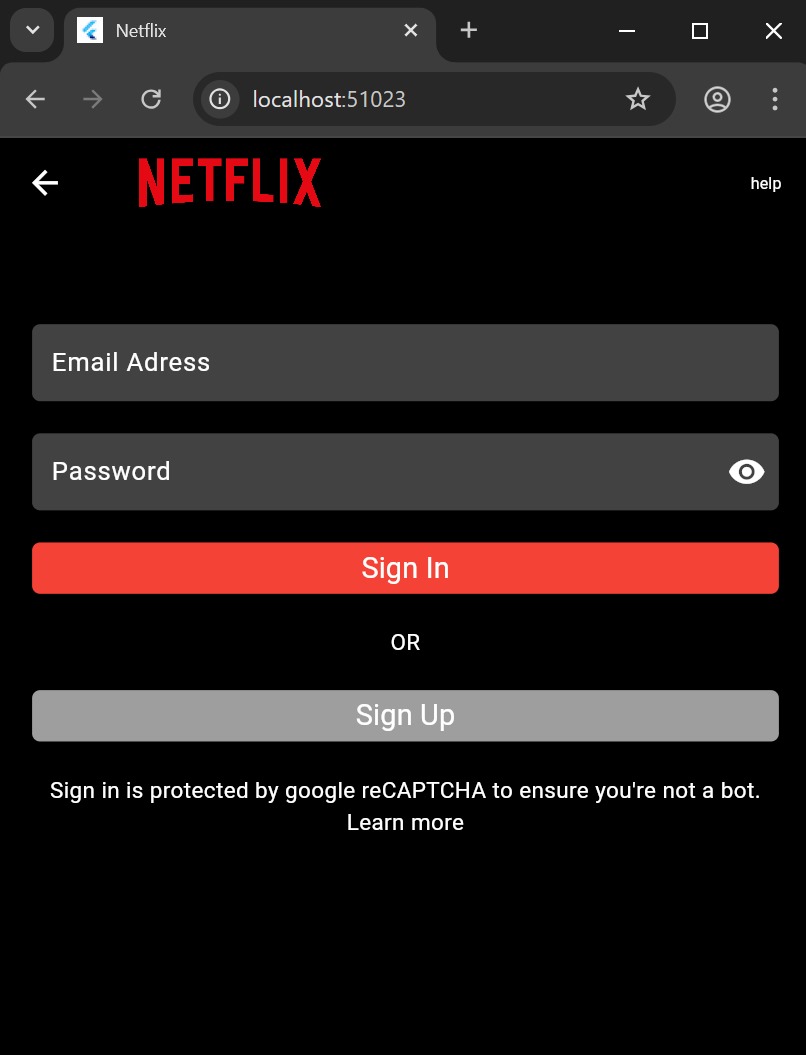 Netflix
localhost:51023
NETFLIX
help
Email Adress
Password
Sign In
OR
Sign Up
Sign in is protected by google reCAPTCHA to ensure you're not a bot.
Learn more